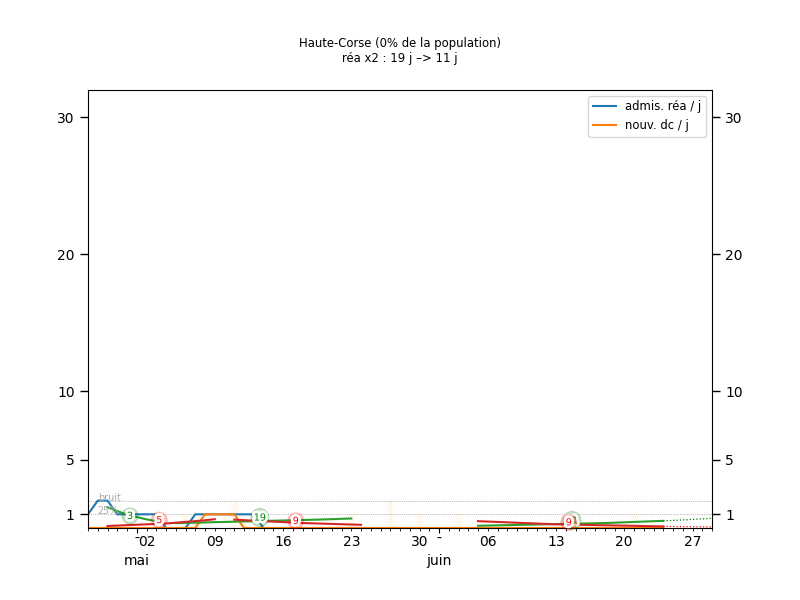 Haute-Corse (0% de la population)
réa x2 : 19 j –> 11 j
admis. réa / j
nouv. dc / j
30 30
20 20
10 10
5 5
1 1
bruit
3 5 19 9 9
02 09 16 23 30 06 13 20 27
mai juin